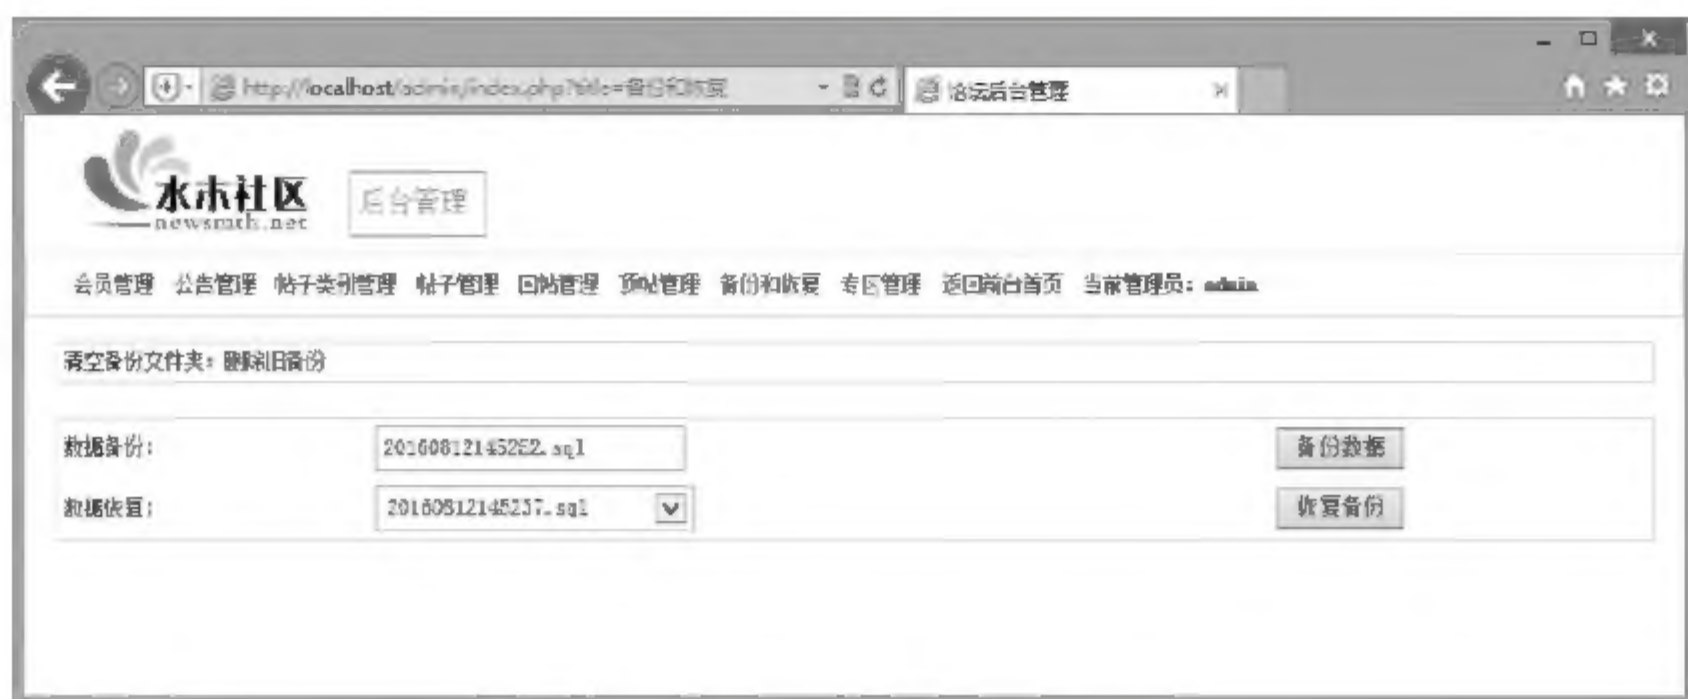 http://localhost/admin/index.php?title=备份和恢复 论坛后台管理
水木社区 后台管理
newsmth.net
会员管理 公告管理 帖子类别管理 帖子管理 回帖管理 顶帖管理 备份和恢复 专区管理 返回前台首页 当前管理员：admin
清空备份文件夹：删除旧备份
数据备份： .sql 备份数据
数据恢复： .sql 恢复备份